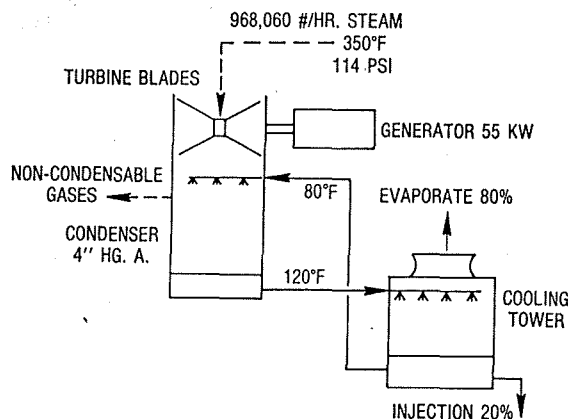 968,060 #/HR. STEAM
350°F
114 PSI
TURBINE BLADES
GENERATOR 55 KW
NON-CONDENSABLE
GASES
80°F
EVAPORATE 80%
CONDENSER
4" HG. A.
120°F
COOLING
TOWER
INJECTION 20%